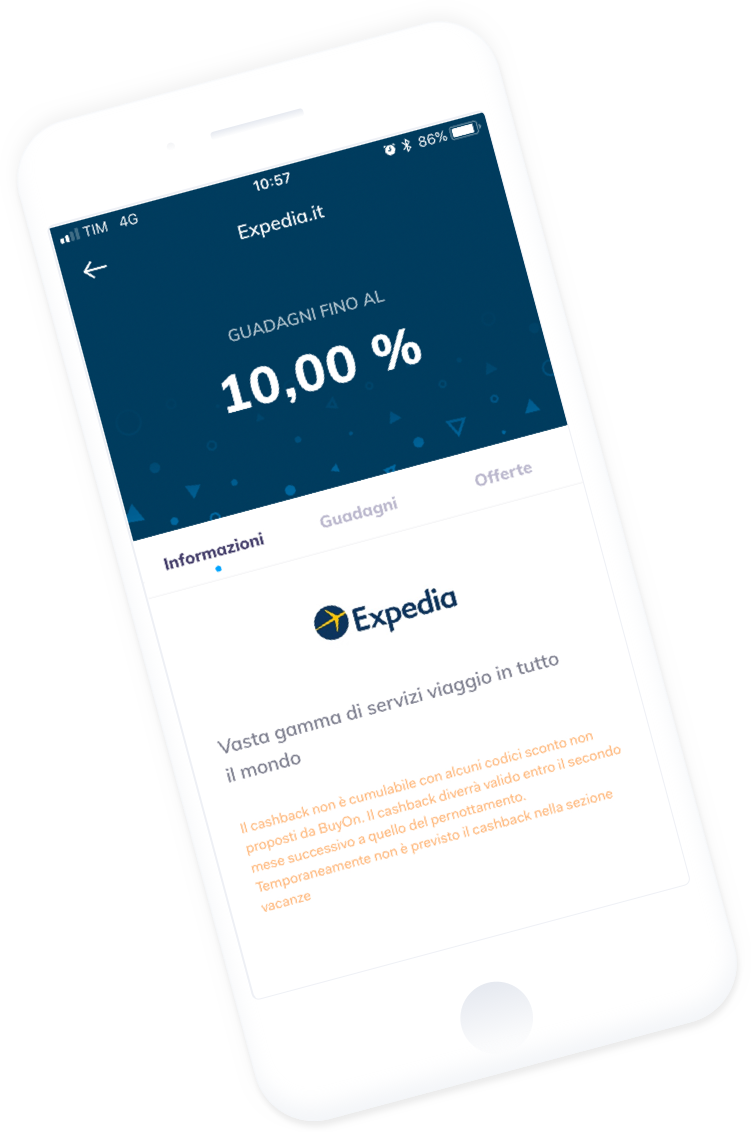 TIM 4G 10:57 86%
Expedia.it
GUADAGNI FINO AL
10,00 %
Informazioni Guadagni Offerte
Expedia
Vasta gamma di servizi viaggio in tutto
il mondo
Il cashback non è cumulabile con alcuni codici sconto non
proposti da BuyOn. Il cashback diverrà valido entro il secondo
mese successivo a quello del pernottamento.
Temporaneamente non è previsto il cashback nella sezione
vacanze